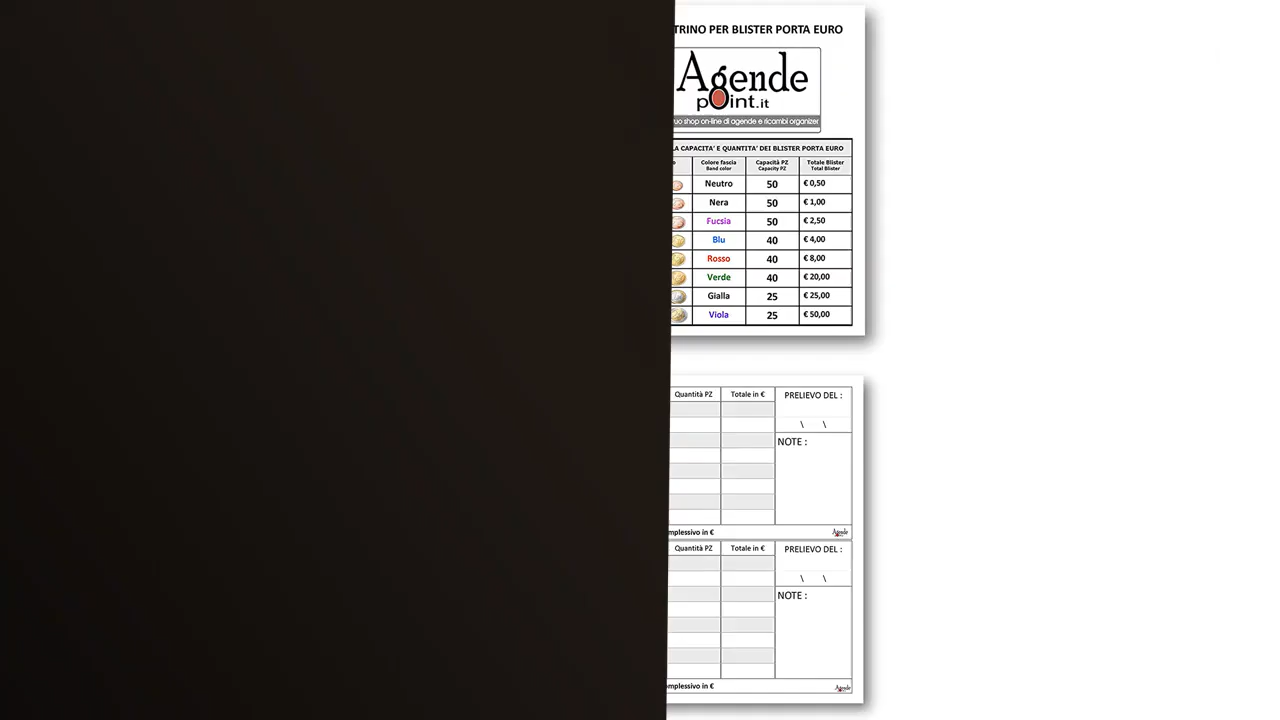 TRINO PER BLISTER PORTA EURO
Agende
point.it
uo shop on-line di agende e ricambi organizer
LA CAPACITA' E QUANTITA' DEI BLISTER PORTA EURO
o Colore fascia Capacità PZ Totale Blister
Band color Capacity PZ Total Blister
Neutro 50 € 0,50
Nera 50 € 1,00
Fucsia 50 € 2,50
Blu 40 € 4,00
Rosso 40 € 8,00
Verde 40 € 20,00
Gialla 25 € 25,00
Viola 25 € 50,00
Quantità PZ Totale in € PRELIEVO DEL :
\ \
NOTE :
mplessivo in € Agende
Quantità PZ Totale in € PRELIEVO DEL :
\ \
NOTE :
mplessivo in € Agende